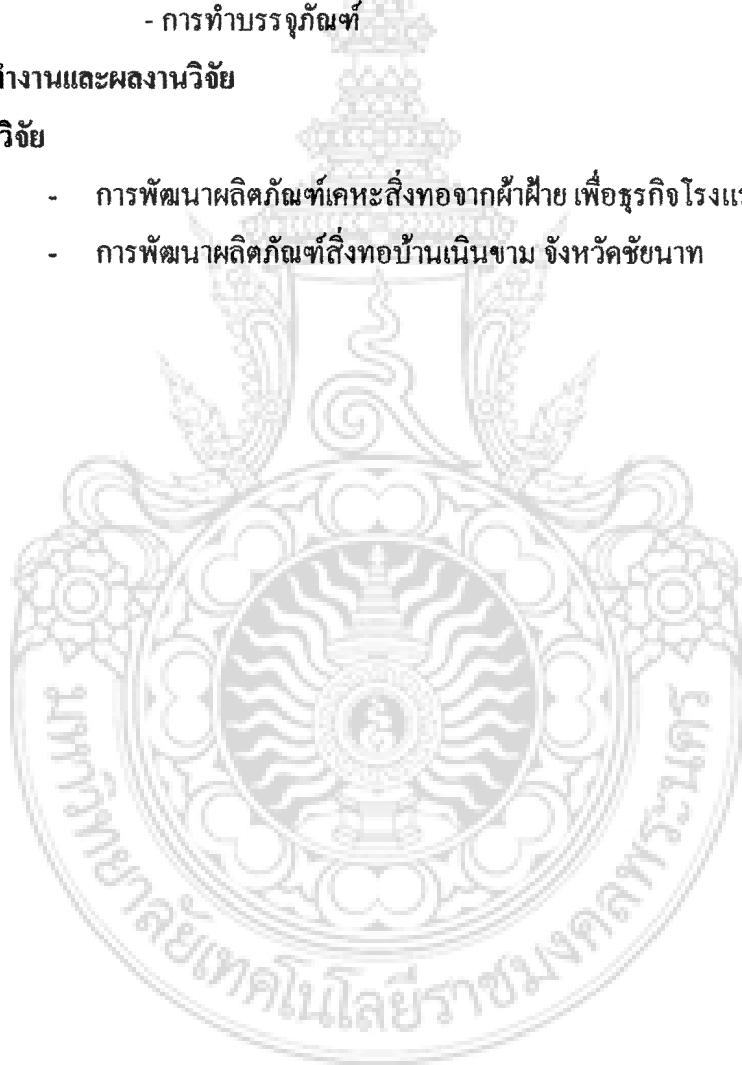 - การทำบรรจุภัณฑ์
ทำงานและผลงานวิจัย
วิจัย
- การพัฒนาผลิตภัณฑ์เคหะสิ่งทอจากผ้าฝ้าย เพื่อธุรกิจโรงแร
- การพัฒนาผลิตภัณฑ์สิ่งทอบ้านเนินขาม จังหวัดชัยนาท
มหาวิทยาลัยเทคโนโลยีราชมงคลพระนคร